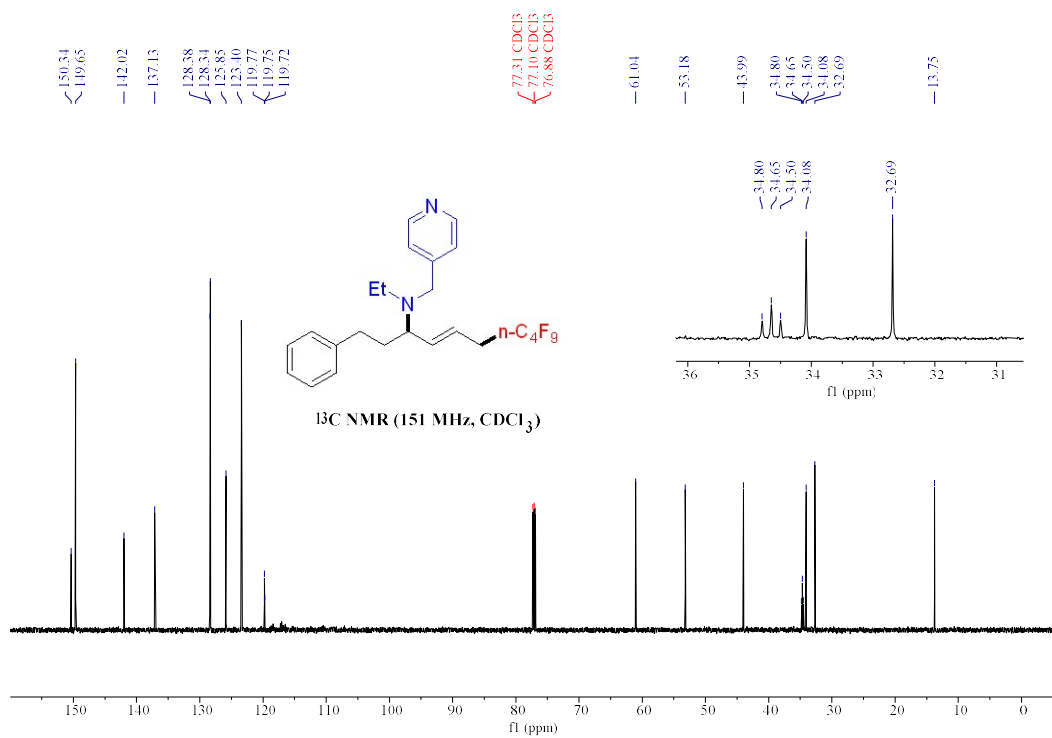 150.34
149.65
142.02
137.13
128.38
128.34
125.85
123.40
119.77
119.75
119.72
77.31 CDCl3
77.10 CDCl3
76.88 CDCl3
61.04
53.18
43.99
34.80
34.65
34.50
34.08
32.69
13.75
34.80
34.65
34.50
34.08
32.69
36 35 34 33 32 31
f1 (ppm)
N
Et
N
n-C4F9
13C NMR (151 MHz, CDCl3)
150 140 130 120 110 100 90 80 70 60 50 40 30 20 10 0
f1 (ppm)